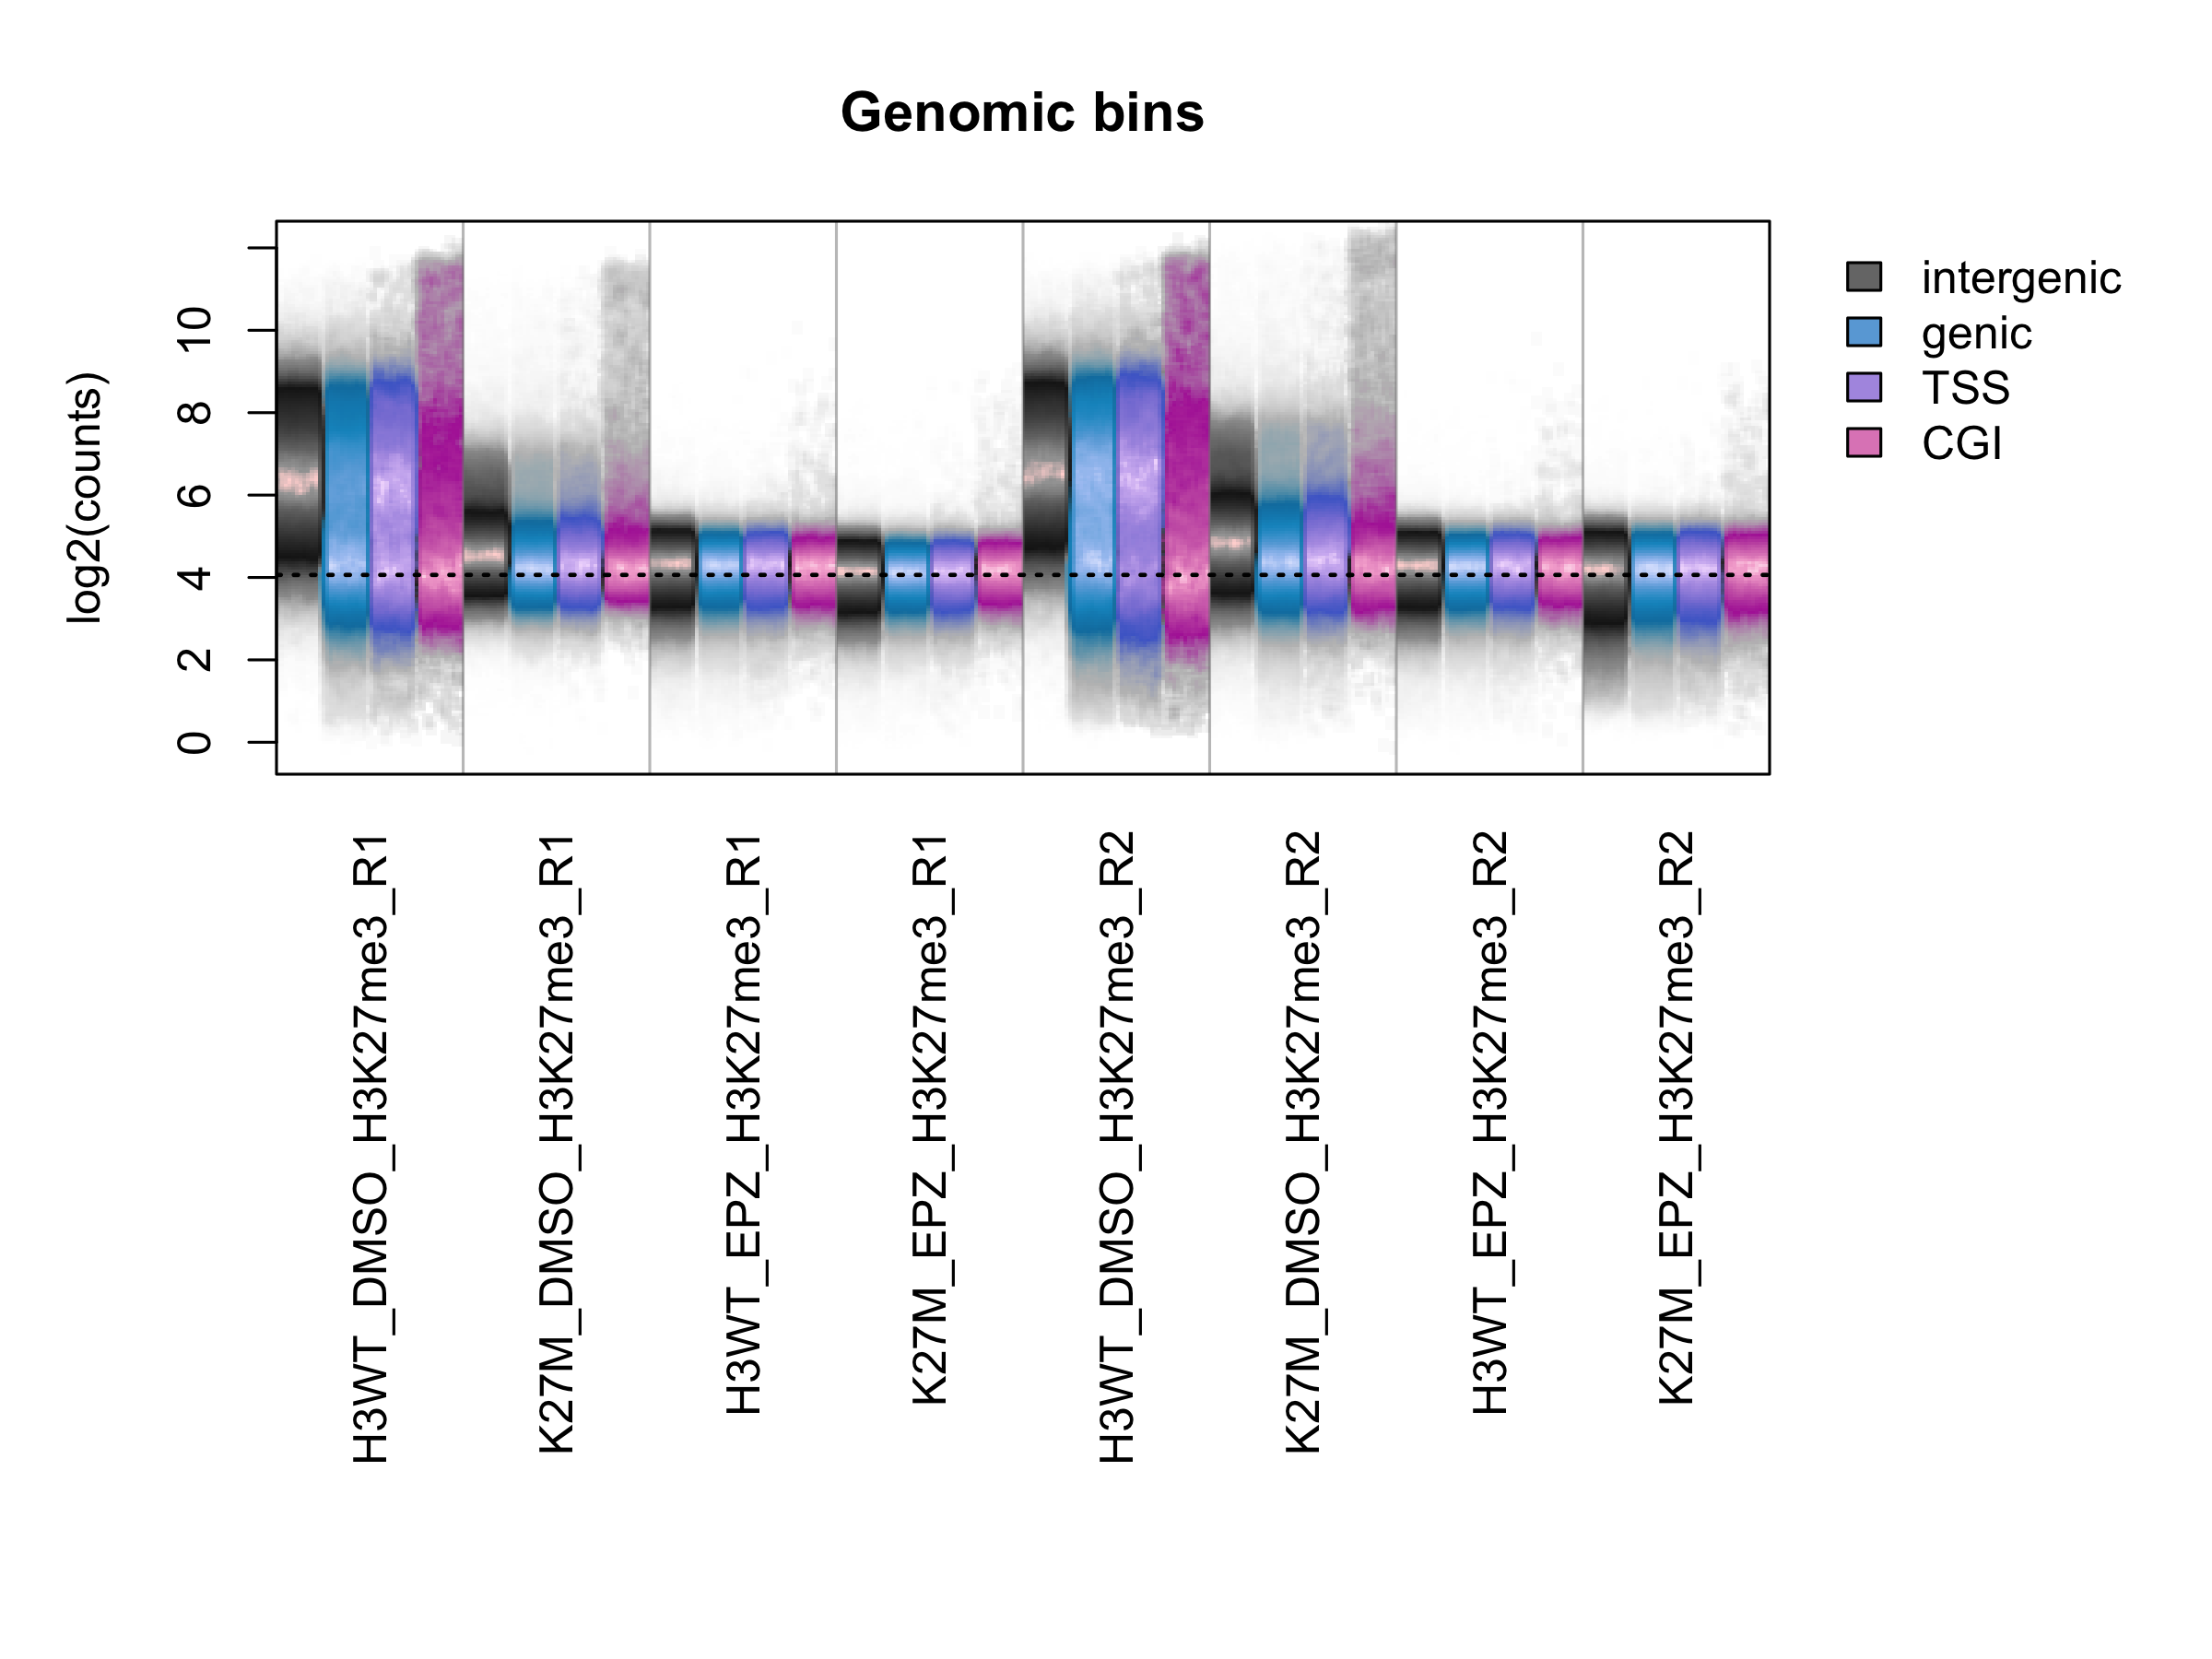 Genomic bins
log2(counts)
10
8
6
4
2
0
intergenic
genic
TSS
CGI
H3WT_DMSO_H3K27me3_R1
K27M_DMSO_H3K27me3_R1
H3WT_EPZ_H3K27me3_R1
K27M_EPZ_H3K27me3_R1
H3WT_DMSO_H3K27me3_R2
K27M_DMSO_H3K27me3_R2
H3WT_EPZ_H3K27me3_R2
K27M_EPZ_H3K27me3_R2